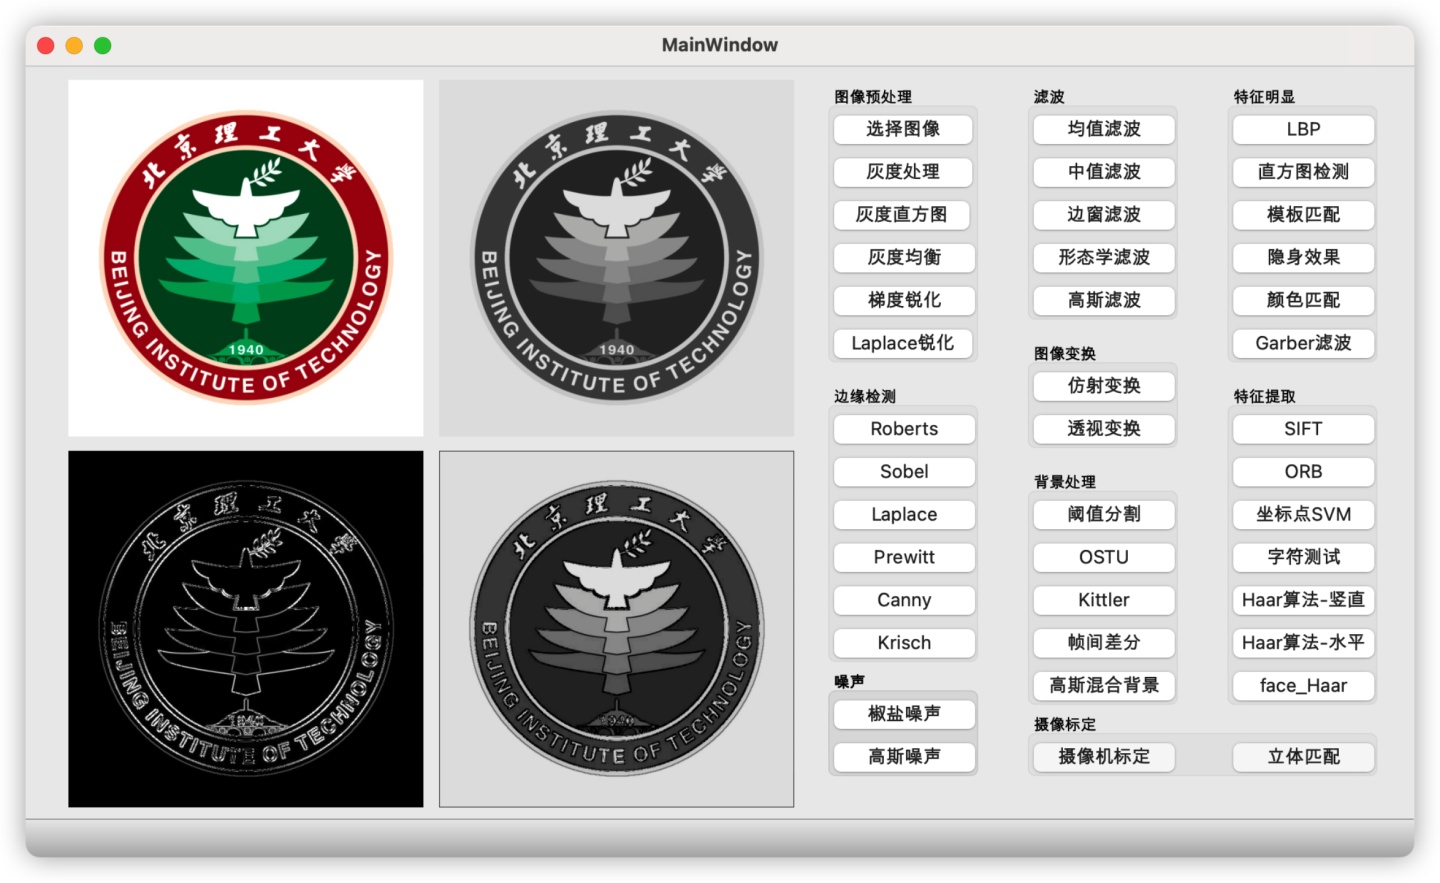 MainWindow
北京理工大学
BEIJING INSTITUTE OF TECHNOLOGY
1940
北京理工大学
BEIJING INSTITUTE OF TECHNOLOGY
1940
北京理工大学
BEIJING INSTITUTE OF TECHNOLOGY
1940
北京理工大学
BEIJING INSTITUTE OF TECHNOLOGY
1940
图像预处理
选择图像
灰度处理
灰度直方图
灰度均衡
梯度锐化
Laplace锐化
边缘检测
Roberts
Sobel
Laplace
Prewitt
Canny
Krisch
噪声
椒盐噪声
高斯噪声
滤波
均值滤波
中值滤波
边窗滤波
形态学滤波
高斯滤波
图像变换
仿射变换
透视变换
背景处理
阈值分割
OSTU
Kittler
帧间差分
高斯混合背景
特征明显
LBP
直方图检测
模板匹配
隐身效果
颜色匹配
Garber滤波
特征提取
SIFT
ORB
坐标点SVM
字符测试
Haar算法-竖直
Haar算法-水平
face_Haar
摄像标定
摄像机标定
立体匹配